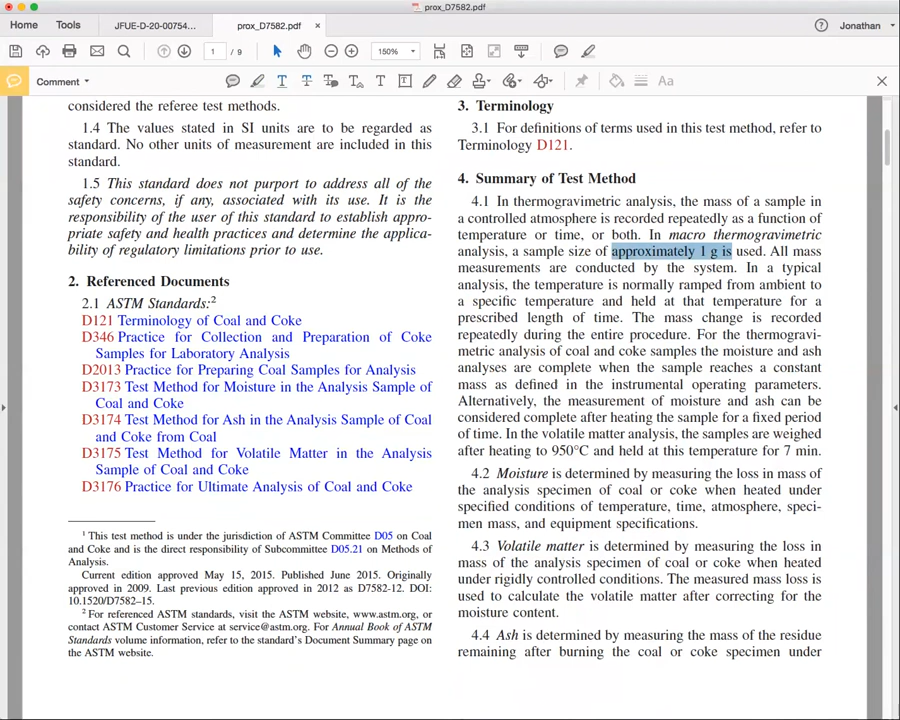 prox_D7582.pdf
Home Tools JFUE-D-20-00754... prox_D7582.pdf × Jonathan
1 / 9 150%
Comment
considered the referee test methods.
1.4 The values stated in SI units are to be regarded as
standard. No other units of measurement are included in this
standard.
1.5 This standard does not purport to address all of the
safety concerns, if any, associated with its use. It is the
responsibility of the user of this standard to establish appro-
priate safety and health practices and determine the applica-
bility of regulatory limitations prior to use.
2. Referenced Documents
2.1 ASTM Standards:2
D121 Terminology of Coal and Coke
D346 Practice for Collection and Preparation of Coke
Samples for Laboratory Analysis
D2013 Practice for Preparing Coal Samples for Analysis
D3173 Test Method for Moisture in the Analysis Sample of
Coal and Coke
D3174 Test Method for Ash in the Analysis Sample of Coal
and Coke from Coal
D3175 Test Method for Volatile Matter in the Analysis
Sample of Coal and Coke
D3176 Practice for Ultimate Analysis of Coal and Coke
1 This test method is under the jurisdiction of ASTM Committee D05 on Coal
and Coke and is the direct responsibility of Subcommittee D05.21 on Methods of
Analysis.
Current edition approved May 15, 2015. Published June 2015. Originally
approved in 2009. Last previous edition approved in 2012 as D7582-12. DOI:
10.1520/D7582–15.
2 For referenced ASTM standards, visit the ASTM website, www.astm.org, or
contact ASTM Customer Service at service@astm.org. For Annual Book of ASTM
Standards volume information, refer to the standard's Document Summary page on
the ASTM website.
3. Terminology
3.1 For definitions of terms used in this test method, refer to
Terminology D121.
4. Summary of Test Method
4.1 In thermogravimetric analysis, the mass of a sample in
a controlled atmosphere is recorded repeatedly as a function of
temperature or time, or both. In macro thermogravimetric
analysis, a sample size of approximately 1 g is used. All mass
measurements are conducted by the system. In a typical
analysis, the temperature is normally ramped from ambient to
a specific temperature and held at that temperature for a
prescribed length of time. The mass change is recorded
repeatedly during the entire procedure. For the thermogravi-
metric analysis of coal and coke samples the moisture and ash
analyses are complete when the sample reaches a constant
mass as defined in the instrumental operating parameters.
Alternatively, the measurement of moisture and ash can be
considered complete after heating the sample for a fixed period
of time. In the volatile matter analysis, the samples are weighed
after heating to 950°C and held at this temperature for 7 min.
4.2 Moisture is determined by measuring the loss in mass of
the analysis specimen of coal or coke when heated under
specified conditions of temperature, time, atmosphere, speci-
men mass, and equipment specifications.
4.3 Volatile matter is determined by measuring the loss in
mass of the analysis specimen of coal or coke when heated
under rigidly controlled conditions. The measured mass loss is
used to calculate the volatile matter after correcting for the
moisture content.
4.4 Ash is determined by measuring the mass of the residue
remaining after burning the coal or coke specimen under